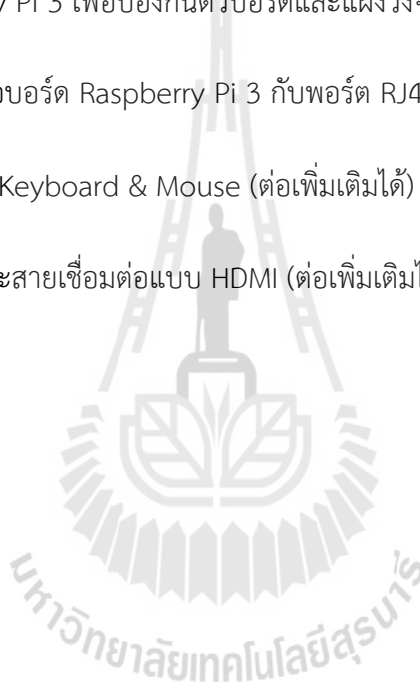 Pi 3 เพื่อป้องกันตัวบอร์ดและแผงวงจ
บอร์ด Raspberry Pi 3 กับพอร์ต RJ4
Keyboard & Mouse (ต่อเพิ่มเติมได้)
ะสายเชื่อมต่อแบบ HDMI (ต่อเพิ่มเติมไ
มหาวิทยาลัยเทคโนโลยีสุรนารี